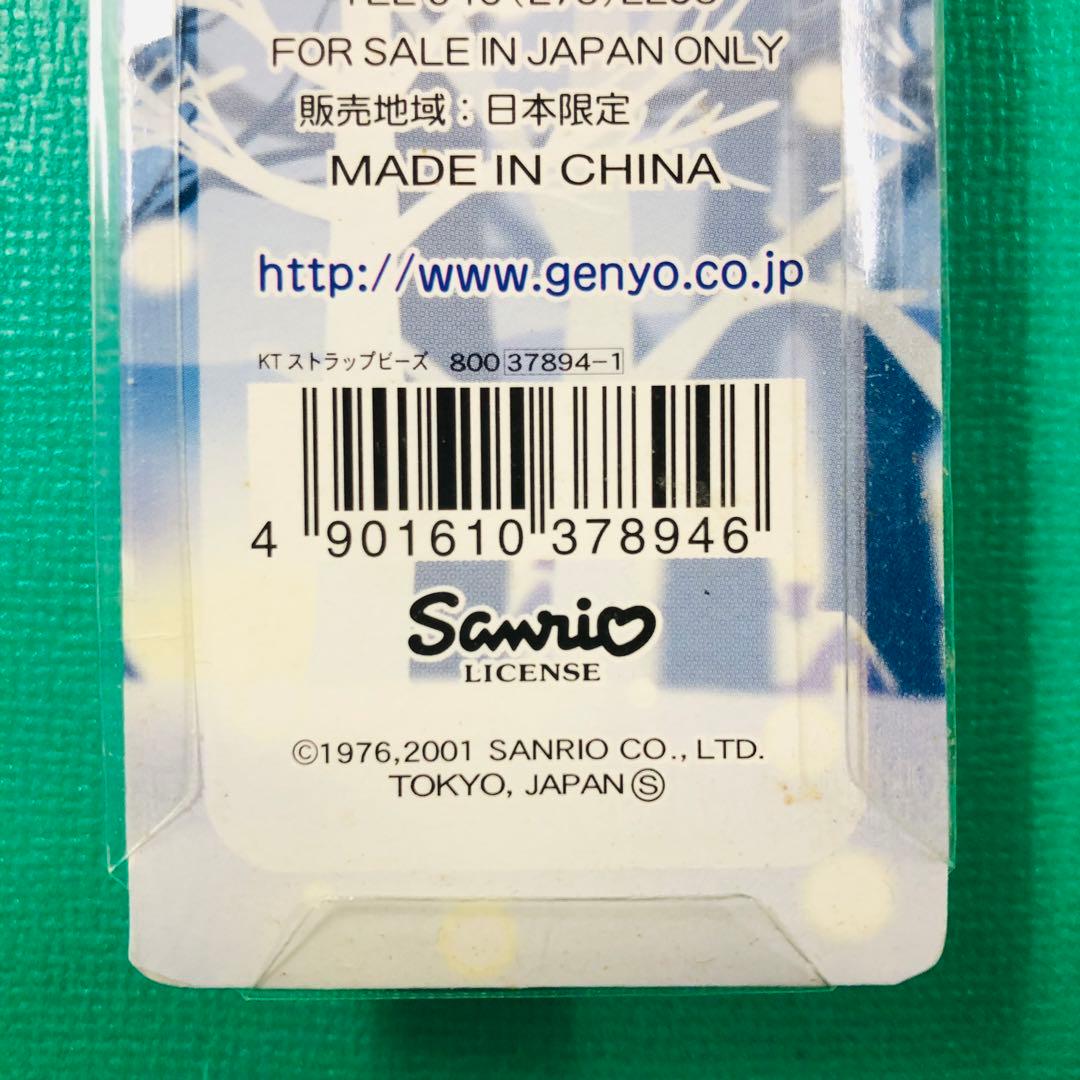 FOR SALE IN JAPAN ONLY
販売地域：日本限定
MADE IN CHINA
http://www.genyo.co.jp
KT ストラップビーズ 800 37894-1
4 901610 378946
Sanrio
LICENSE
©1976,2001 SANRIO CO., LTD.
TOKYO, JAPAN Ⓢ